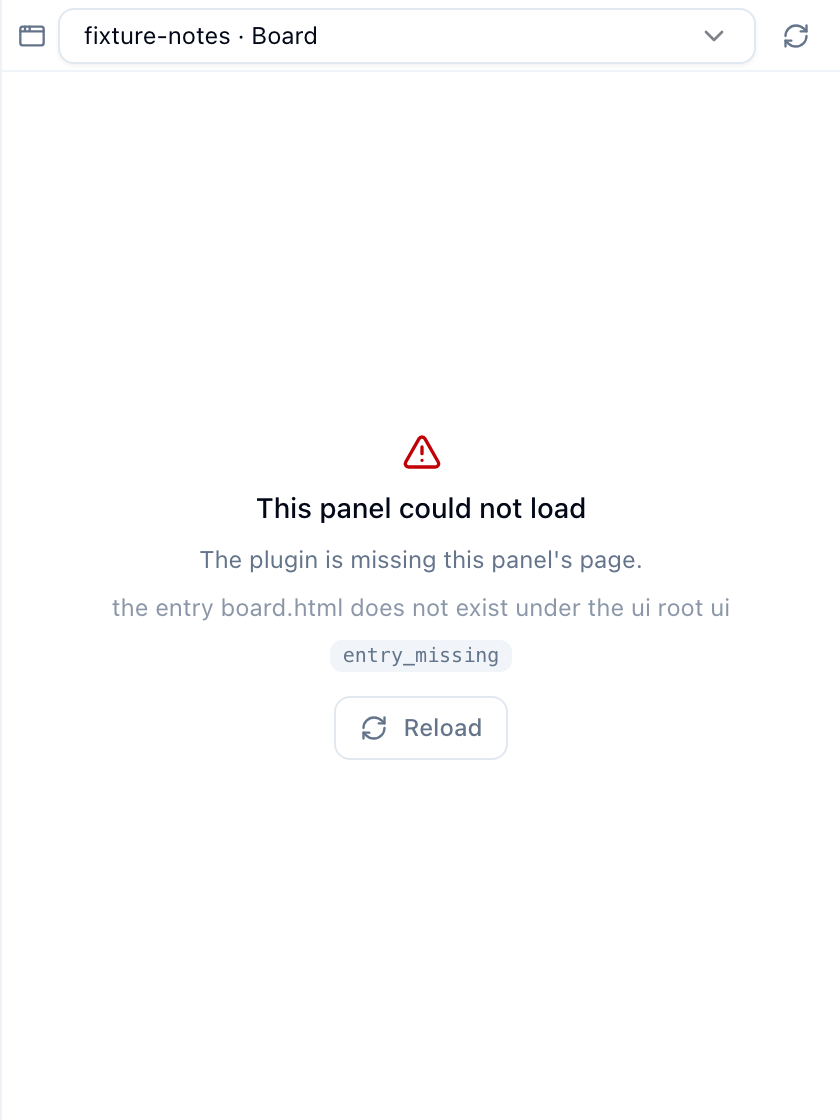 fixture-notes · Board
This panel could not load
The plugin is missing this panel's page.
the entry board.html does not exist under the ui root ui
entry_missing
Reload